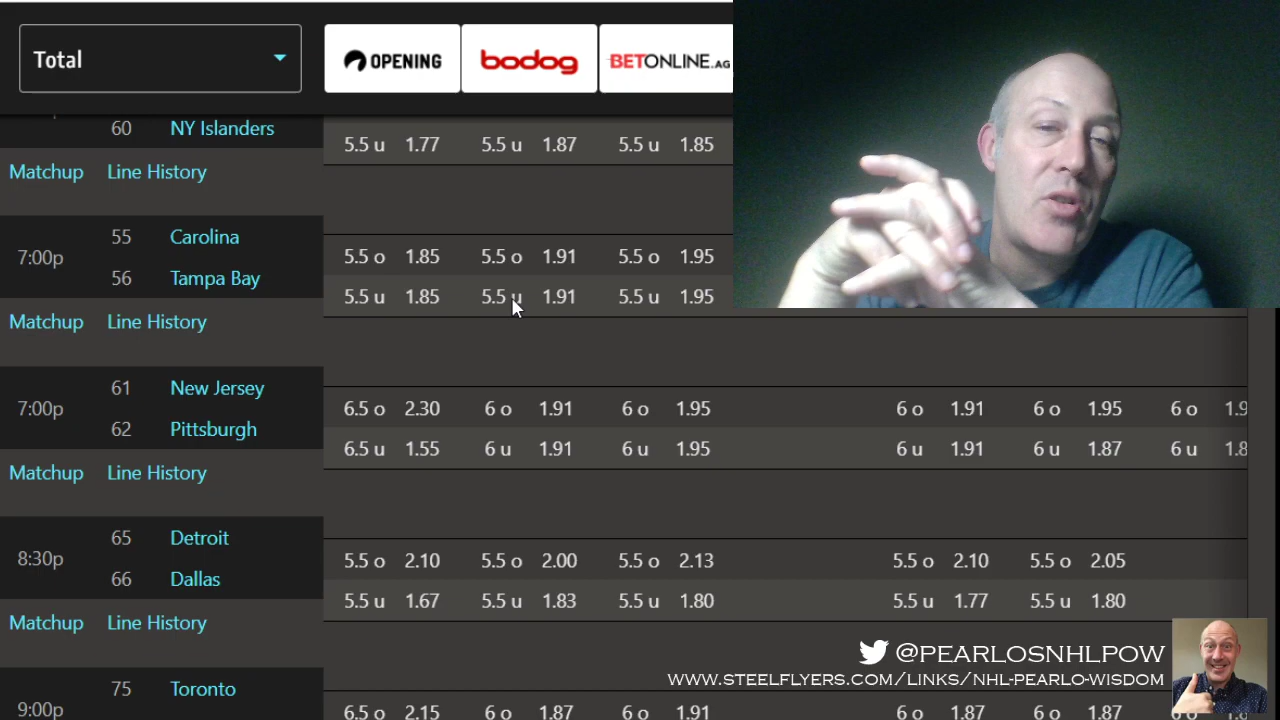 Total OPENING bodog BETONLINE.AG
60 NY Islanders 5.5 u 1.77 5.5 u 1.87 5.5 u 1.85
Matchup Line History
55 Carolina 5.5 o 1.85 5.5 o 1.91 5.5 o 1.95
7:00p
56 Tampa Bay 5.5 u 1.85 5.5 u 1.91 5.5 u 1.95
Matchup Line History
61 New Jersey 6.5 o 2.30 6 o 1.91 6 o 1.95 6 o 1.91 6 o 1.95 6 o 1.9
7:00p
62 Pittsburgh 6.5 u 1.55 6 u 1.91 6 u 1.95 6 u 1.91 6 u 1.87 6 u 1.8
Matchup Line History
65 Detroit 5.5 o 2.10 5.5 o 2.00 5.5 o 2.13 5.5 o 2.10 5.5 o 2.05
8:30p
66 Dallas 5.5 u 1.67 5.5 u 1.83 5.5 u 1.80 5.5 u 1.77 5.5 u 1.80
Matchup Line History
@PEARLOSNHLPOW
WWW.STEELFLYERS.COM/LINKS/NHL-PEARLO-WISDOM
75 Toronto
9:00p 6.5 o 2.15 6 o 1.87 6 o 1.91 6 o 1.87 6 o 1.87